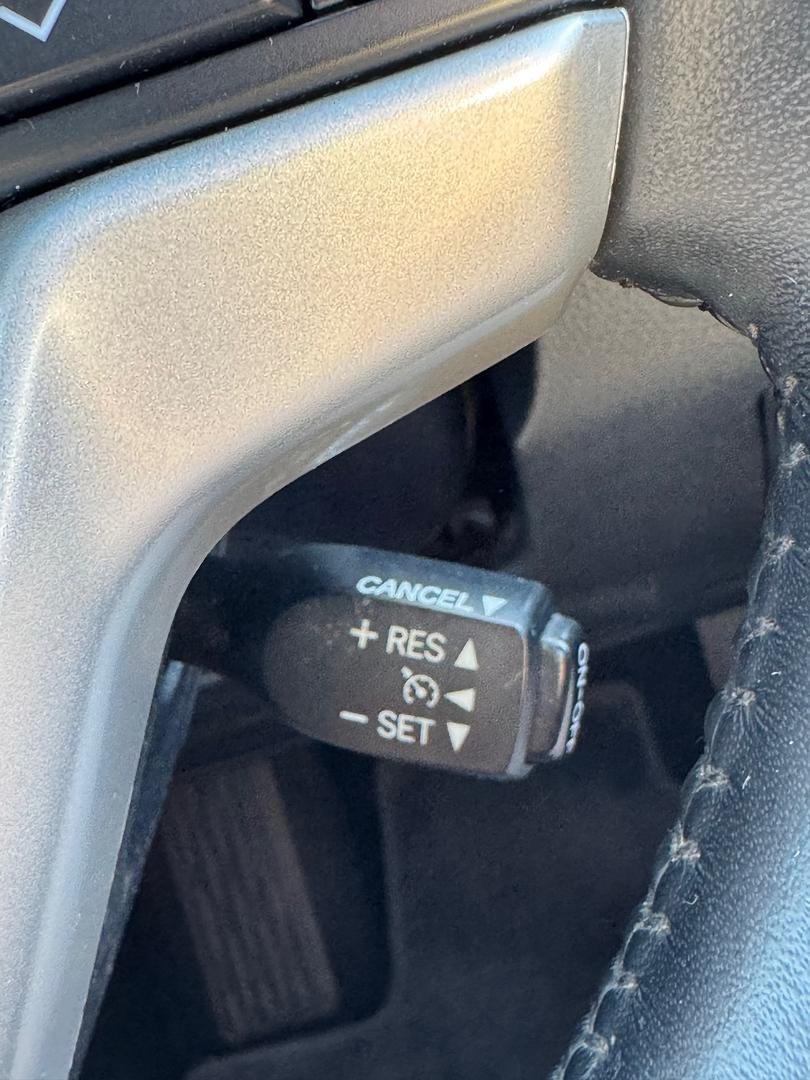 CANCEL ▼
+ RES ▲
◀
− SET ▼
ON-OFF